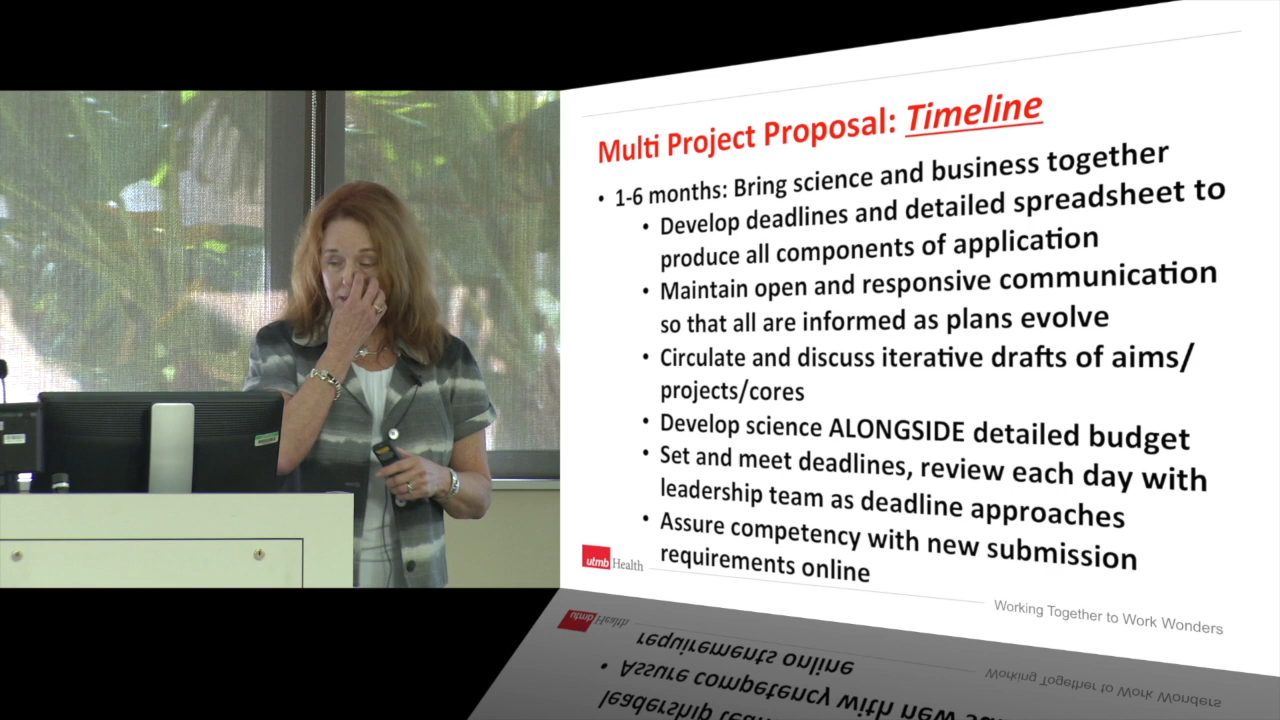 Multi Project Proposal: Timeline
• 1-6 months: Bring science and business together
• Develop deadlines and detailed spreadsheet to
produce all components of application
• Maintain open and responsive communication
so that all are informed as plans evolve
• Circulate and discuss iterative drafts of aims/
projects/cores
• Develop science ALONGSIDE detailed budget
• Set and meet deadlines, review each day with
leadership team as deadline approaches
• Assure competency with new submission
requirements online
utmb Health
Working Together to Work Wonders